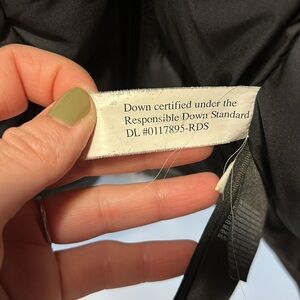 Down certified under the
Responsible Down Standard
DL #0117895-RDS